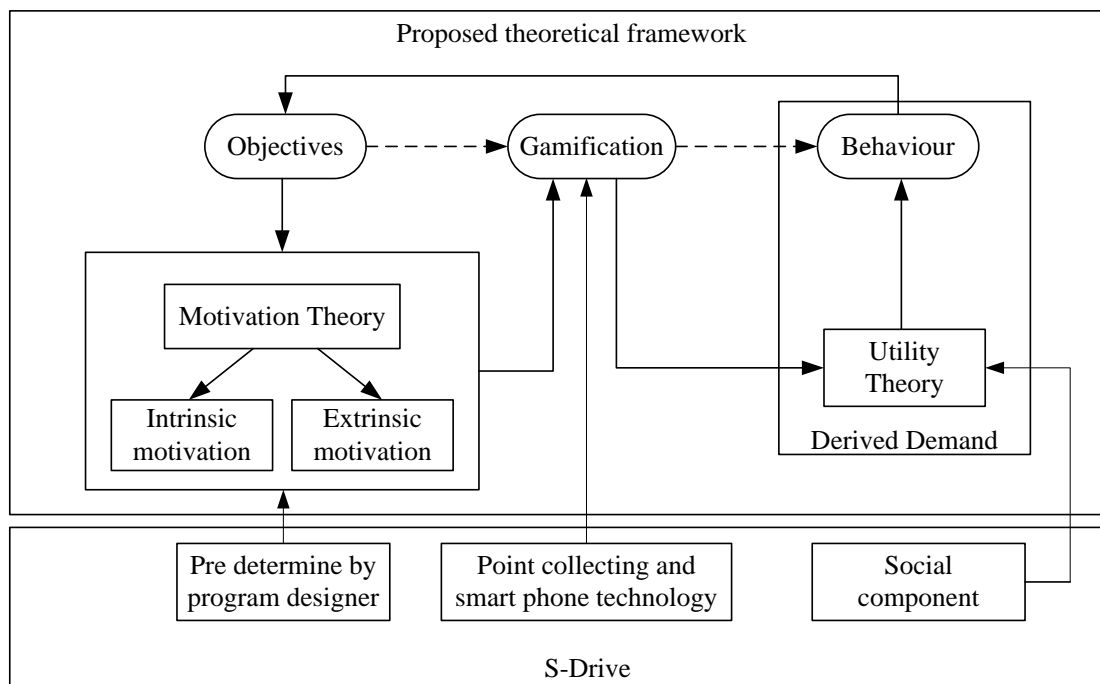 Proposed theoretical framework
Objectives
Gamification
Behaviour
Motivation Theory
Intrinsic
motivation
Extrinsic
motivation
Utility
Theory
Derived Demand
Pre determine by
program designer
Point collecting and
smart phone technology
Social
component
S-Drive